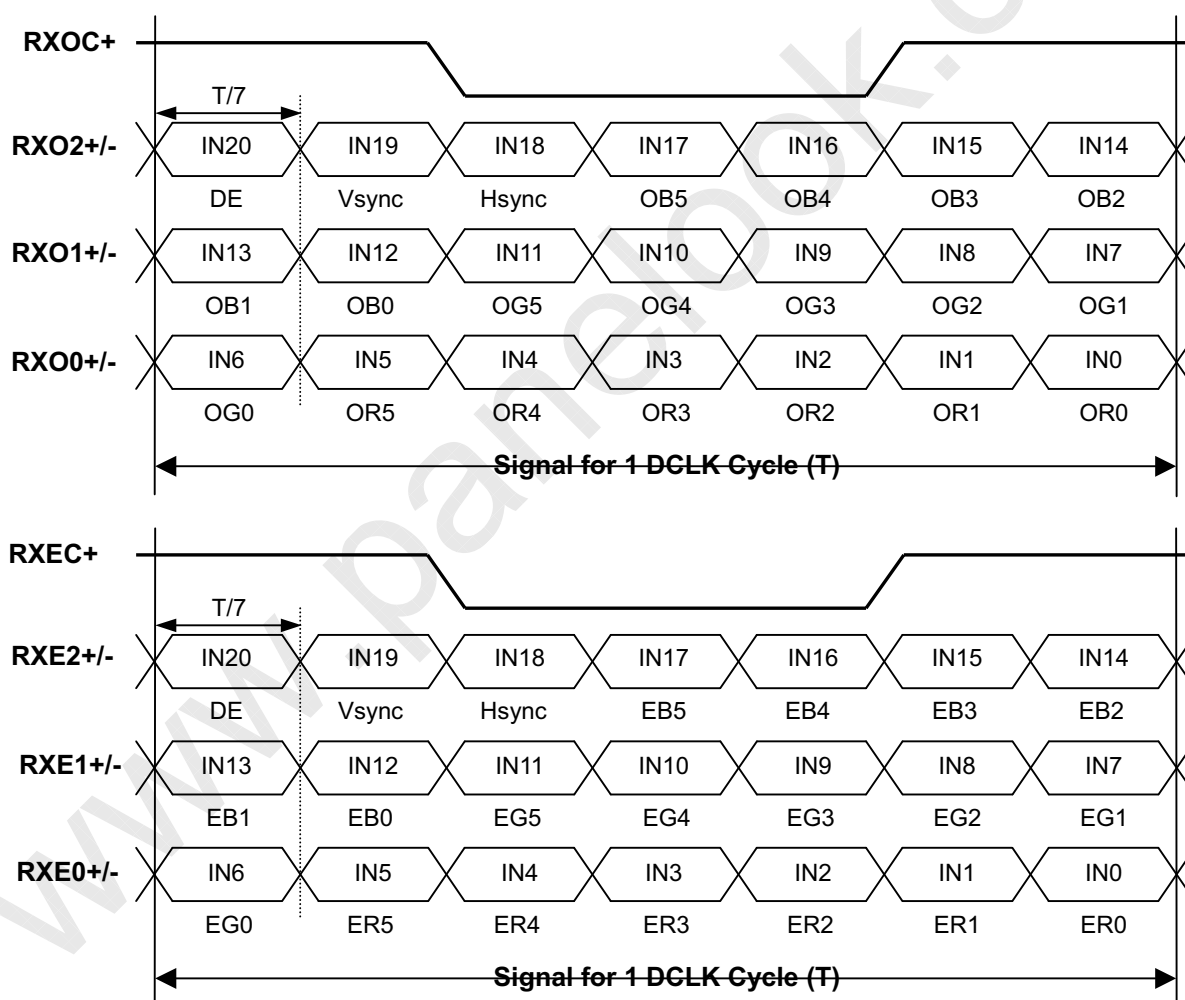 RXOC+
T/7
RXO2+/- IN20 IN19 IN18 IN17 IN16 IN15 IN14
DE Vsync Hsync OB5 OB4 OB3 OB2
RXO1+/- IN13 IN12 IN11 IN10 IN9 IN8 IN7
OB1 OB0 OG5 OG4 OG3 OG2 OG1
RXO0+/- IN6 IN5 IN4 IN3 IN2 IN1 IN0
OG0 OR5 OR4 OR3 OR2 OR1 OR0
Signal for 1 DCLK Cycle (T)
RXEC+
T/7
RXE2+/- IN20 IN19 IN18 IN17 IN16 IN15 IN14
DE Vsync Hsync EB5 EB4 EB3 EB2
RXE1+/- IN13 IN12 IN11 IN10 IN9 IN8 IN7
EB1 EB0 EG5 EG4 EG3 EG2 EG1
RXE0+/- IN6 IN5 IN4 IN3 IN2 IN1 IN0
EG0 ER5 ER4 ER3 ER2 ER1 ER0
Signal for 1 DCLK Cycle (T)
www.panelook.c